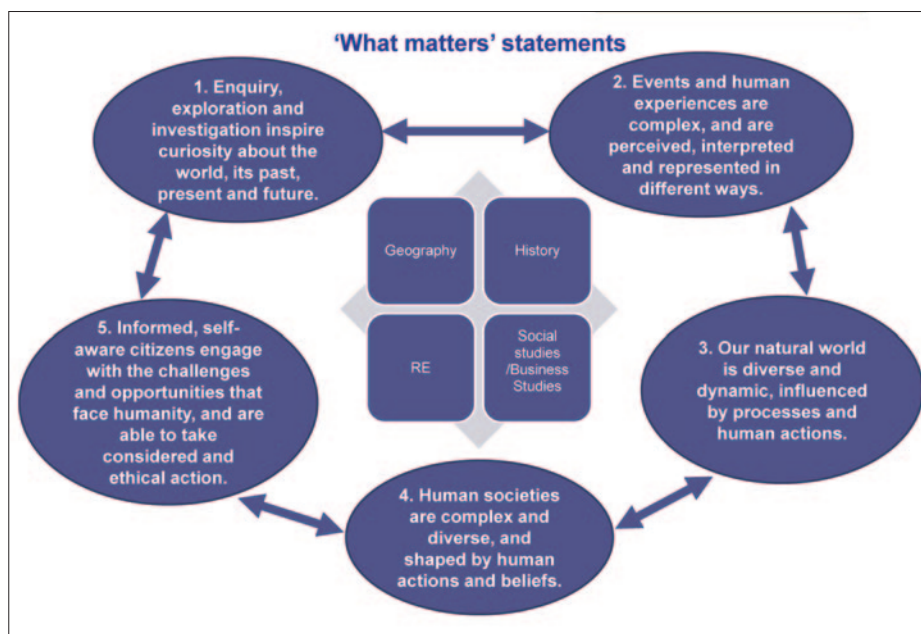 'What matters' statements
1. Enquiry,
exploration and
investigation inspire
curiosity about the
world, its past,
present and future.
2. Events and human
experiences are
complex, and are
perceived, interpreted
and represented in
different ways.
Geography
History
RE
Social
studies
/Business
Studies
3. Our natural world
is diverse and
dynamic, influenced
by processes and
human actions.
4. Human societies
are complex and
diverse, and
shaped by human
actions and beliefs.
5. Informed, self-
aware citizens engage
with the challenges
and opportunities that
face humanity, and are
able to take
considered and
ethical action.